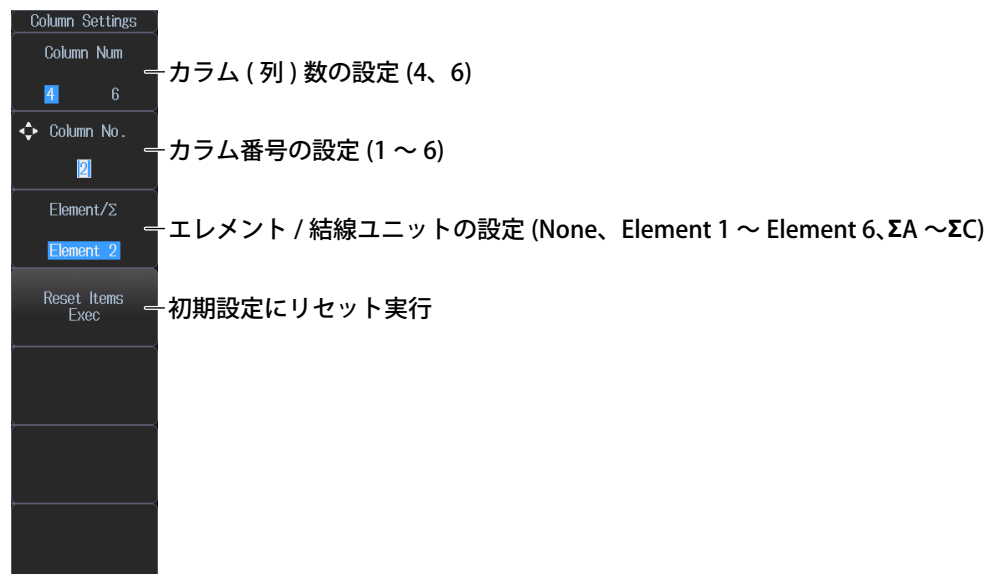 Column Settings
Column Num
4 6
カラム ( 列 ) 数の設定 (4、6)
Column No.
2
カラム番号の設定 (1 ～ 6)
Element/Σ
Element 2
エレメント / 結線ユニットの設定 (None、Element 1 ～ Element 6、ΣA ～ΣC)
Reset Items
Exec
初期設定にリセット実行